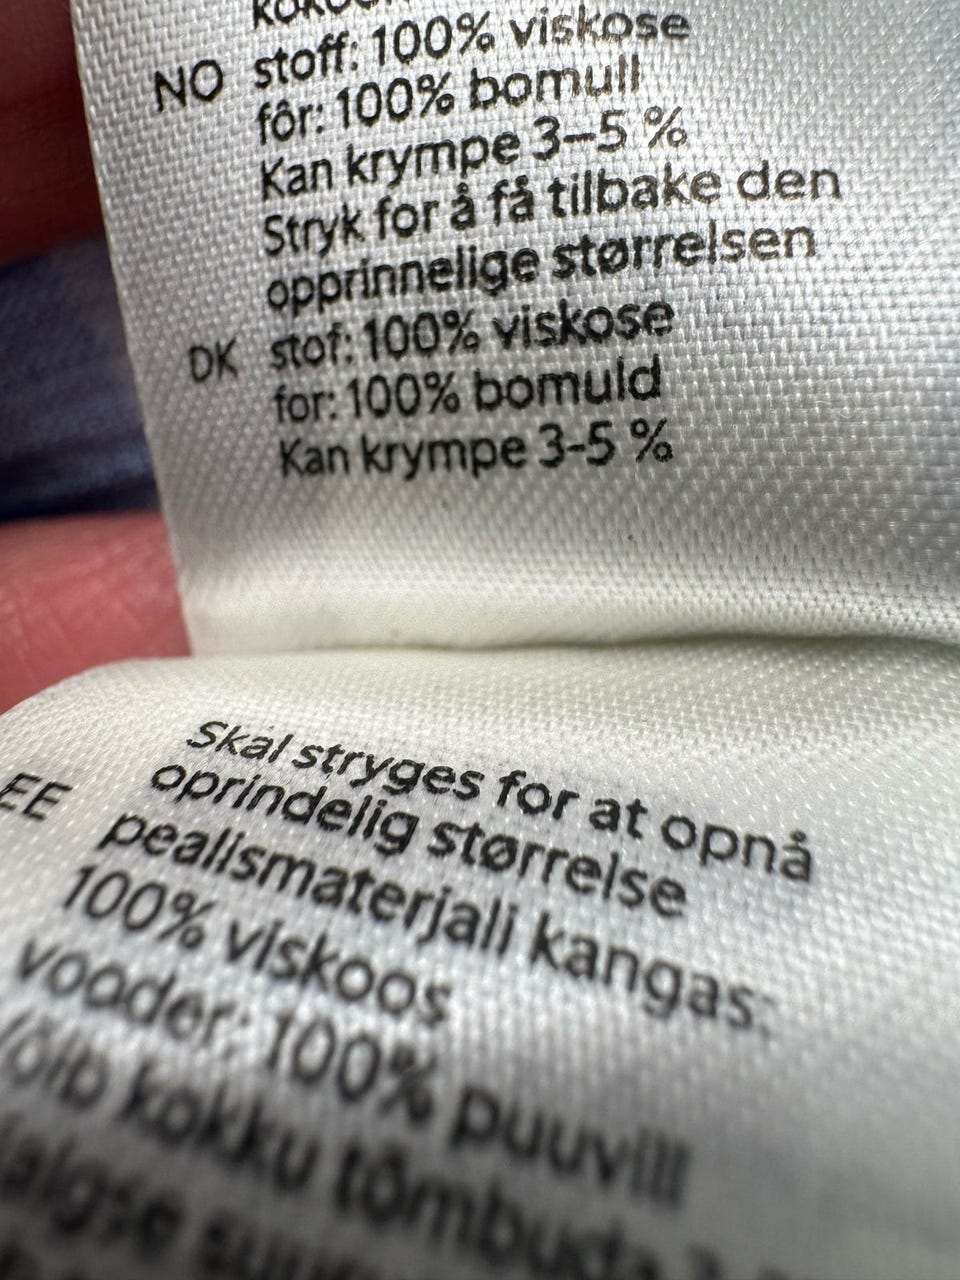 NO stoff: 100% viskose
fôr: 100% bomull
Kan krympe 3–5 %
Stryk for å få tilbake den
opprinnelige størrelsen
DK stof: 100% viskose
for: 100% bomuld
Kan krympe 3-5 %
Skal stryges for at opnå
oprindelig størrelse
EE pealismaterjali kangas:
100% viskoos
vooder: 100% puuvill
kokku tõmbuda